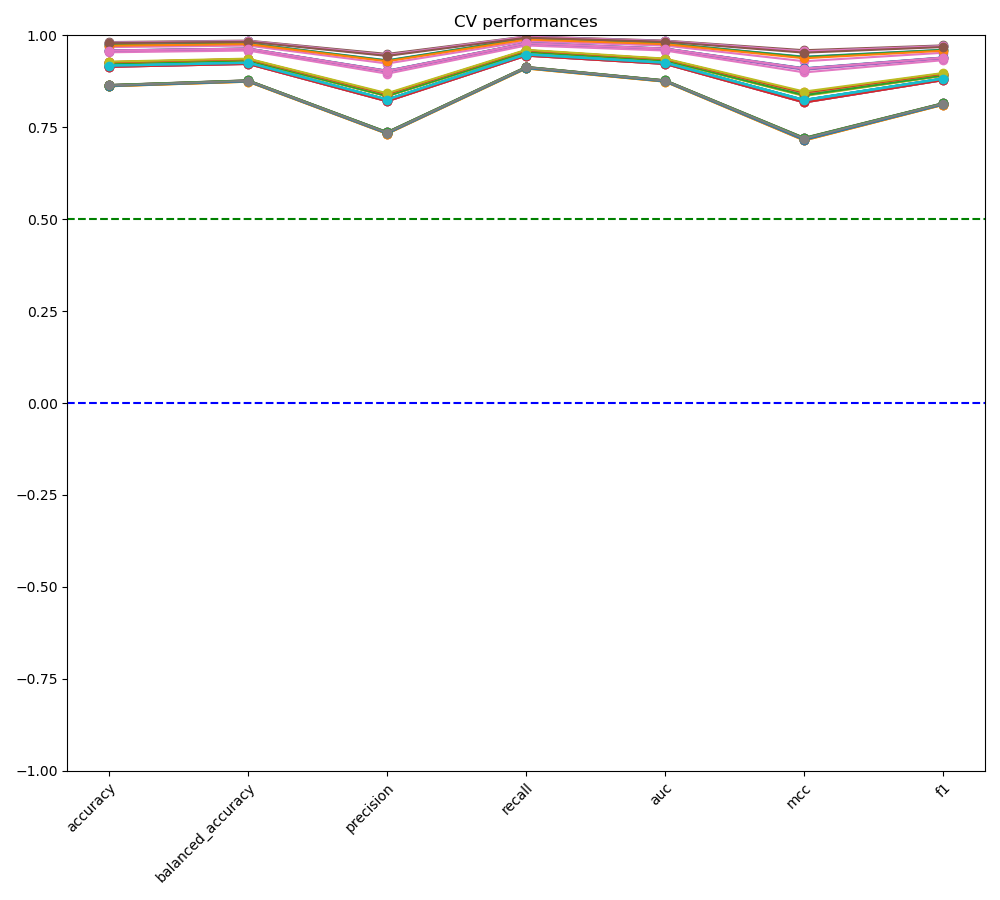 CV performances
1.00
0.75
0.50
0.25
0.00
−0.25
−0.50
−0.75
−1.00
accuracy
balanced_accuracy
precision
recall
auc
mcc
f1